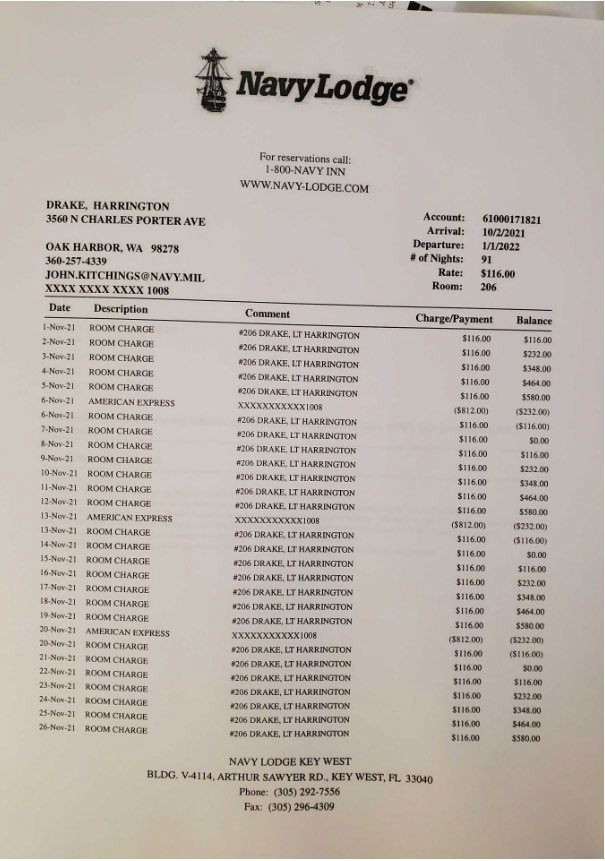 Navy Lodge®
For reservations call:
1-800-NAVY INN
WWW.NAVY-LODGE.COM
DRAKE, HARRINGTON
3560 N CHARLES PORTER AVE
OAK HARBOR, WA 98278
360-257-4339
JOHN.KITCHINGS@NAVY.MIL
XXXX XXXX XXXX 1008
Account: 61000171821
Arrival: 10/2/2021
Departure: 1/1/2022
# of Nights: 91
Rate: $116.00
Room: 206
Date Description Comment Charge/Payment Balance
1-Nov-21 ROOM CHARGE #206 DRAKE, LT HARRINGTON $116.00 $116.00
2-Nov-21 ROOM CHARGE #206 DRAKE, LT HARRINGTON $116.00 $232.00
3-Nov-21 ROOM CHARGE #206 DRAKE, LT HARRINGTON $116.00 $348.00
4-Nov-21 ROOM CHARGE #206 DRAKE, LT HARRINGTON $116.00 $464.00
5-Nov-21 ROOM CHARGE #206 DRAKE, LT HARRINGTON $116.00 $580.00
6-Nov-21 AMERICAN EXPRESS XXXXXXXXXXX1008 ($812.00) ($232.00)
6-Nov-21 ROOM CHARGE #206 DRAKE, LT HARRINGTON $116.00 ($116.00)
7-Nov-21 ROOM CHARGE #206 DRAKE, LT HARRINGTON $116.00 $0.00
8-Nov-21 ROOM CHARGE #206 DRAKE, LT HARRINGTON $116.00 $116.00
9-Nov-21 ROOM CHARGE #206 DRAKE, LT HARRINGTON $116.00 $232.00
10-Nov-21 ROOM CHARGE #206 DRAKE, LT HARRINGTON $116.00 $348.00
11-Nov-21 ROOM CHARGE #206 DRAKE, LT HARRINGTON $116.00 $464.00
12-Nov-21 ROOM CHARGE #206 DRAKE, LT HARRINGTON $116.00 $580.00
13-Nov-21 AMERICAN EXPRESS XXXXXXXXXXX1008 ($812.00) ($232.00)
13-Nov-21 ROOM CHARGE #206 DRAKE, LT HARRINGTON $116.00 ($116.00)
14-Nov-21 ROOM CHARGE #206 DRAKE, LT HARRINGTON $116.00 $0.00
15-Nov-21 ROOM CHARGE #206 DRAKE, LT HARRINGTON $116.00 $116.00
16-Nov-21 ROOM CHARGE #206 DRAKE, LT HARRINGTON $116.00 $232.00
17-Nov-21 ROOM CHARGE #206 DRAKE, LT HARRINGTON $116.00 $348.00
18-Nov-21 ROOM CHARGE #206 DRAKE, LT HARRINGTON $116.00 $464.00
19-Nov-21 ROOM CHARGE #206 DRAKE, LT HARRINGTON $116.00 $580.00
20-Nov-21 AMERICAN EXPRESS XXXXXXXXXXX1008 ($812.00) ($232.00)
20-Nov-21 ROOM CHARGE #206 DRAKE, LT HARRINGTON $116.00 ($116.00)
21-Nov-21 ROOM CHARGE #206 DRAKE, LT HARRINGTON $116.00 $0.00
22-Nov-21 ROOM CHARGE #206 DRAKE, LT HARRINGTON $116.00 $116.00
23-Nov-21 ROOM CHARGE #206 DRAKE, LT HARRINGTON $116.00 $232.00
24-Nov-21 ROOM CHARGE #206 DRAKE, LT HARRINGTON $116.00 $348.00
25-Nov-21 ROOM CHARGE #206 DRAKE, LT HARRINGTON $116.00 $464.00
26-Nov-21 ROOM CHARGE #206 DRAKE, LT HARRINGTON $116.00 $580.00
NAVY LODGE KEY WEST
BLDG. V-4114, ARTHUR SAWYER RD., KEY WEST, FL 33040
Phone: (305) 292-7556
Fax: (305) 296-4309